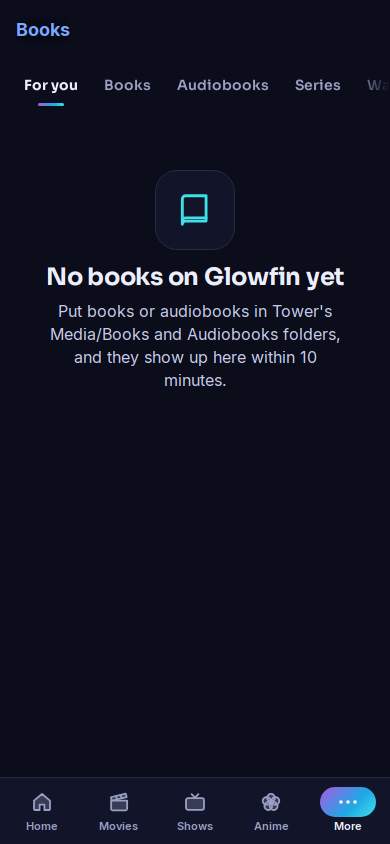 Books
For you Books Audiobooks Series
No books on Glowfin yet
Put books or audiobooks in Tower's
Media/Books and Audiobooks folders,
and they show up here within 10
minutes.
Home Movies Shows Anime More